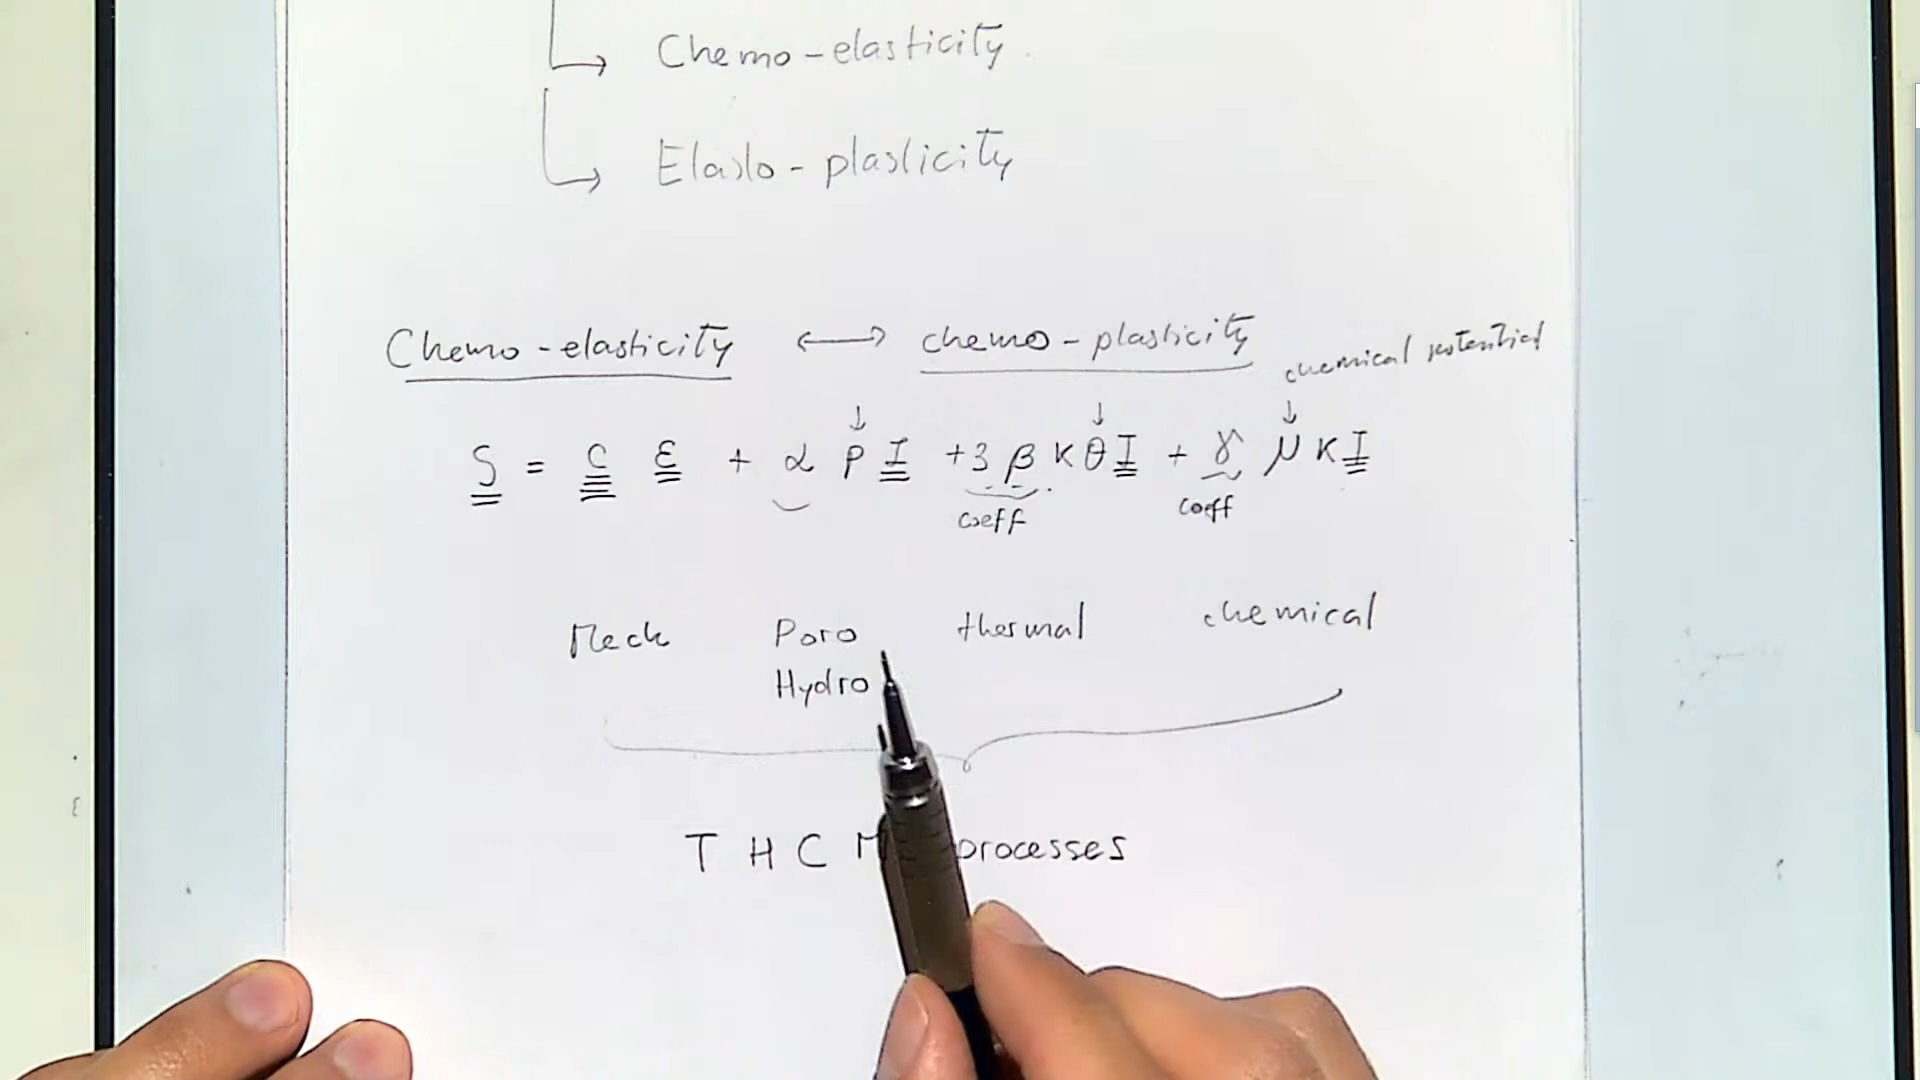 Chemo-elasticity
Elasto-plasticity
Chemo-elasticity ⟷ chemo-plasticity
chemical potential
S = C ε + α P I + 3 β K θ I + γ μ K I
coeff coeff
Mech Poro thermal chemical
Hydro
T H C M processes